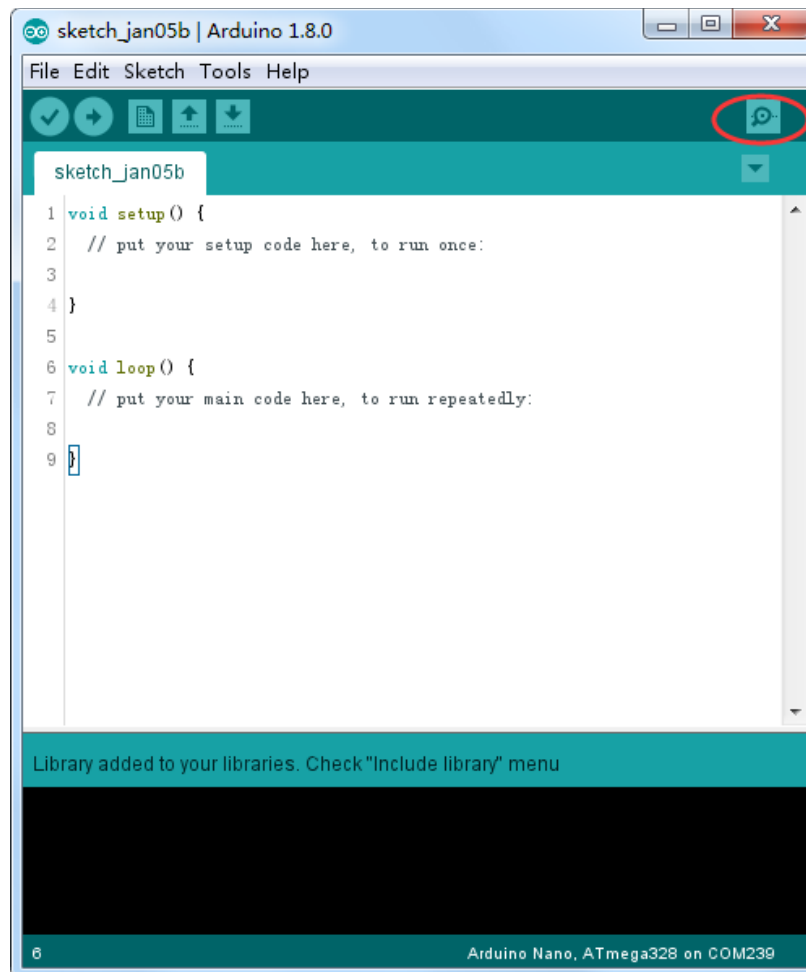 sketch_jan05b | Arduino 1.8.0
File Edit Sketch Tools Help
sketch_jan05b
1 void setup() {
2 // put your setup code here, to run once:
3
4 }
5
6 void loop() {
7 // put your main code here, to run repeatedly:
8
9 }
Library added to your libraries. Check "Include library" menu
6 Arduino Nano, ATmega328 on COM239